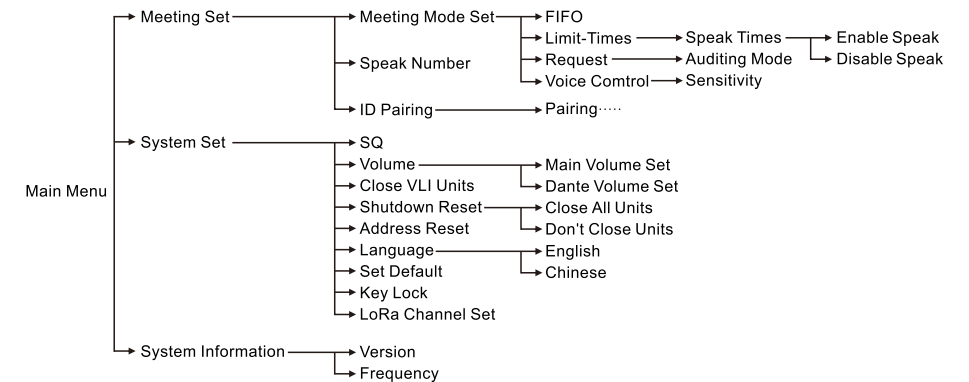 Meeting Set
Meeting Mode Set
FIFO
Limit-Times
Speak Times
Enable Speak
Disable Speak
Request
Auditing Mode
Voice Comtrol
Sensitivity
Speak Number
ID Pairing
Pairing·····
Main Menu
System Set
SQ
Volume
Main Volume Set
Dante Volume Set
Close VLI Units
Shutdown Reset
Close All Units
Don't Close Units
Address Reset
Language
English
Chinese
Set Default
Key Lock
LoRa Channel Set
System Information
Version
Frequency